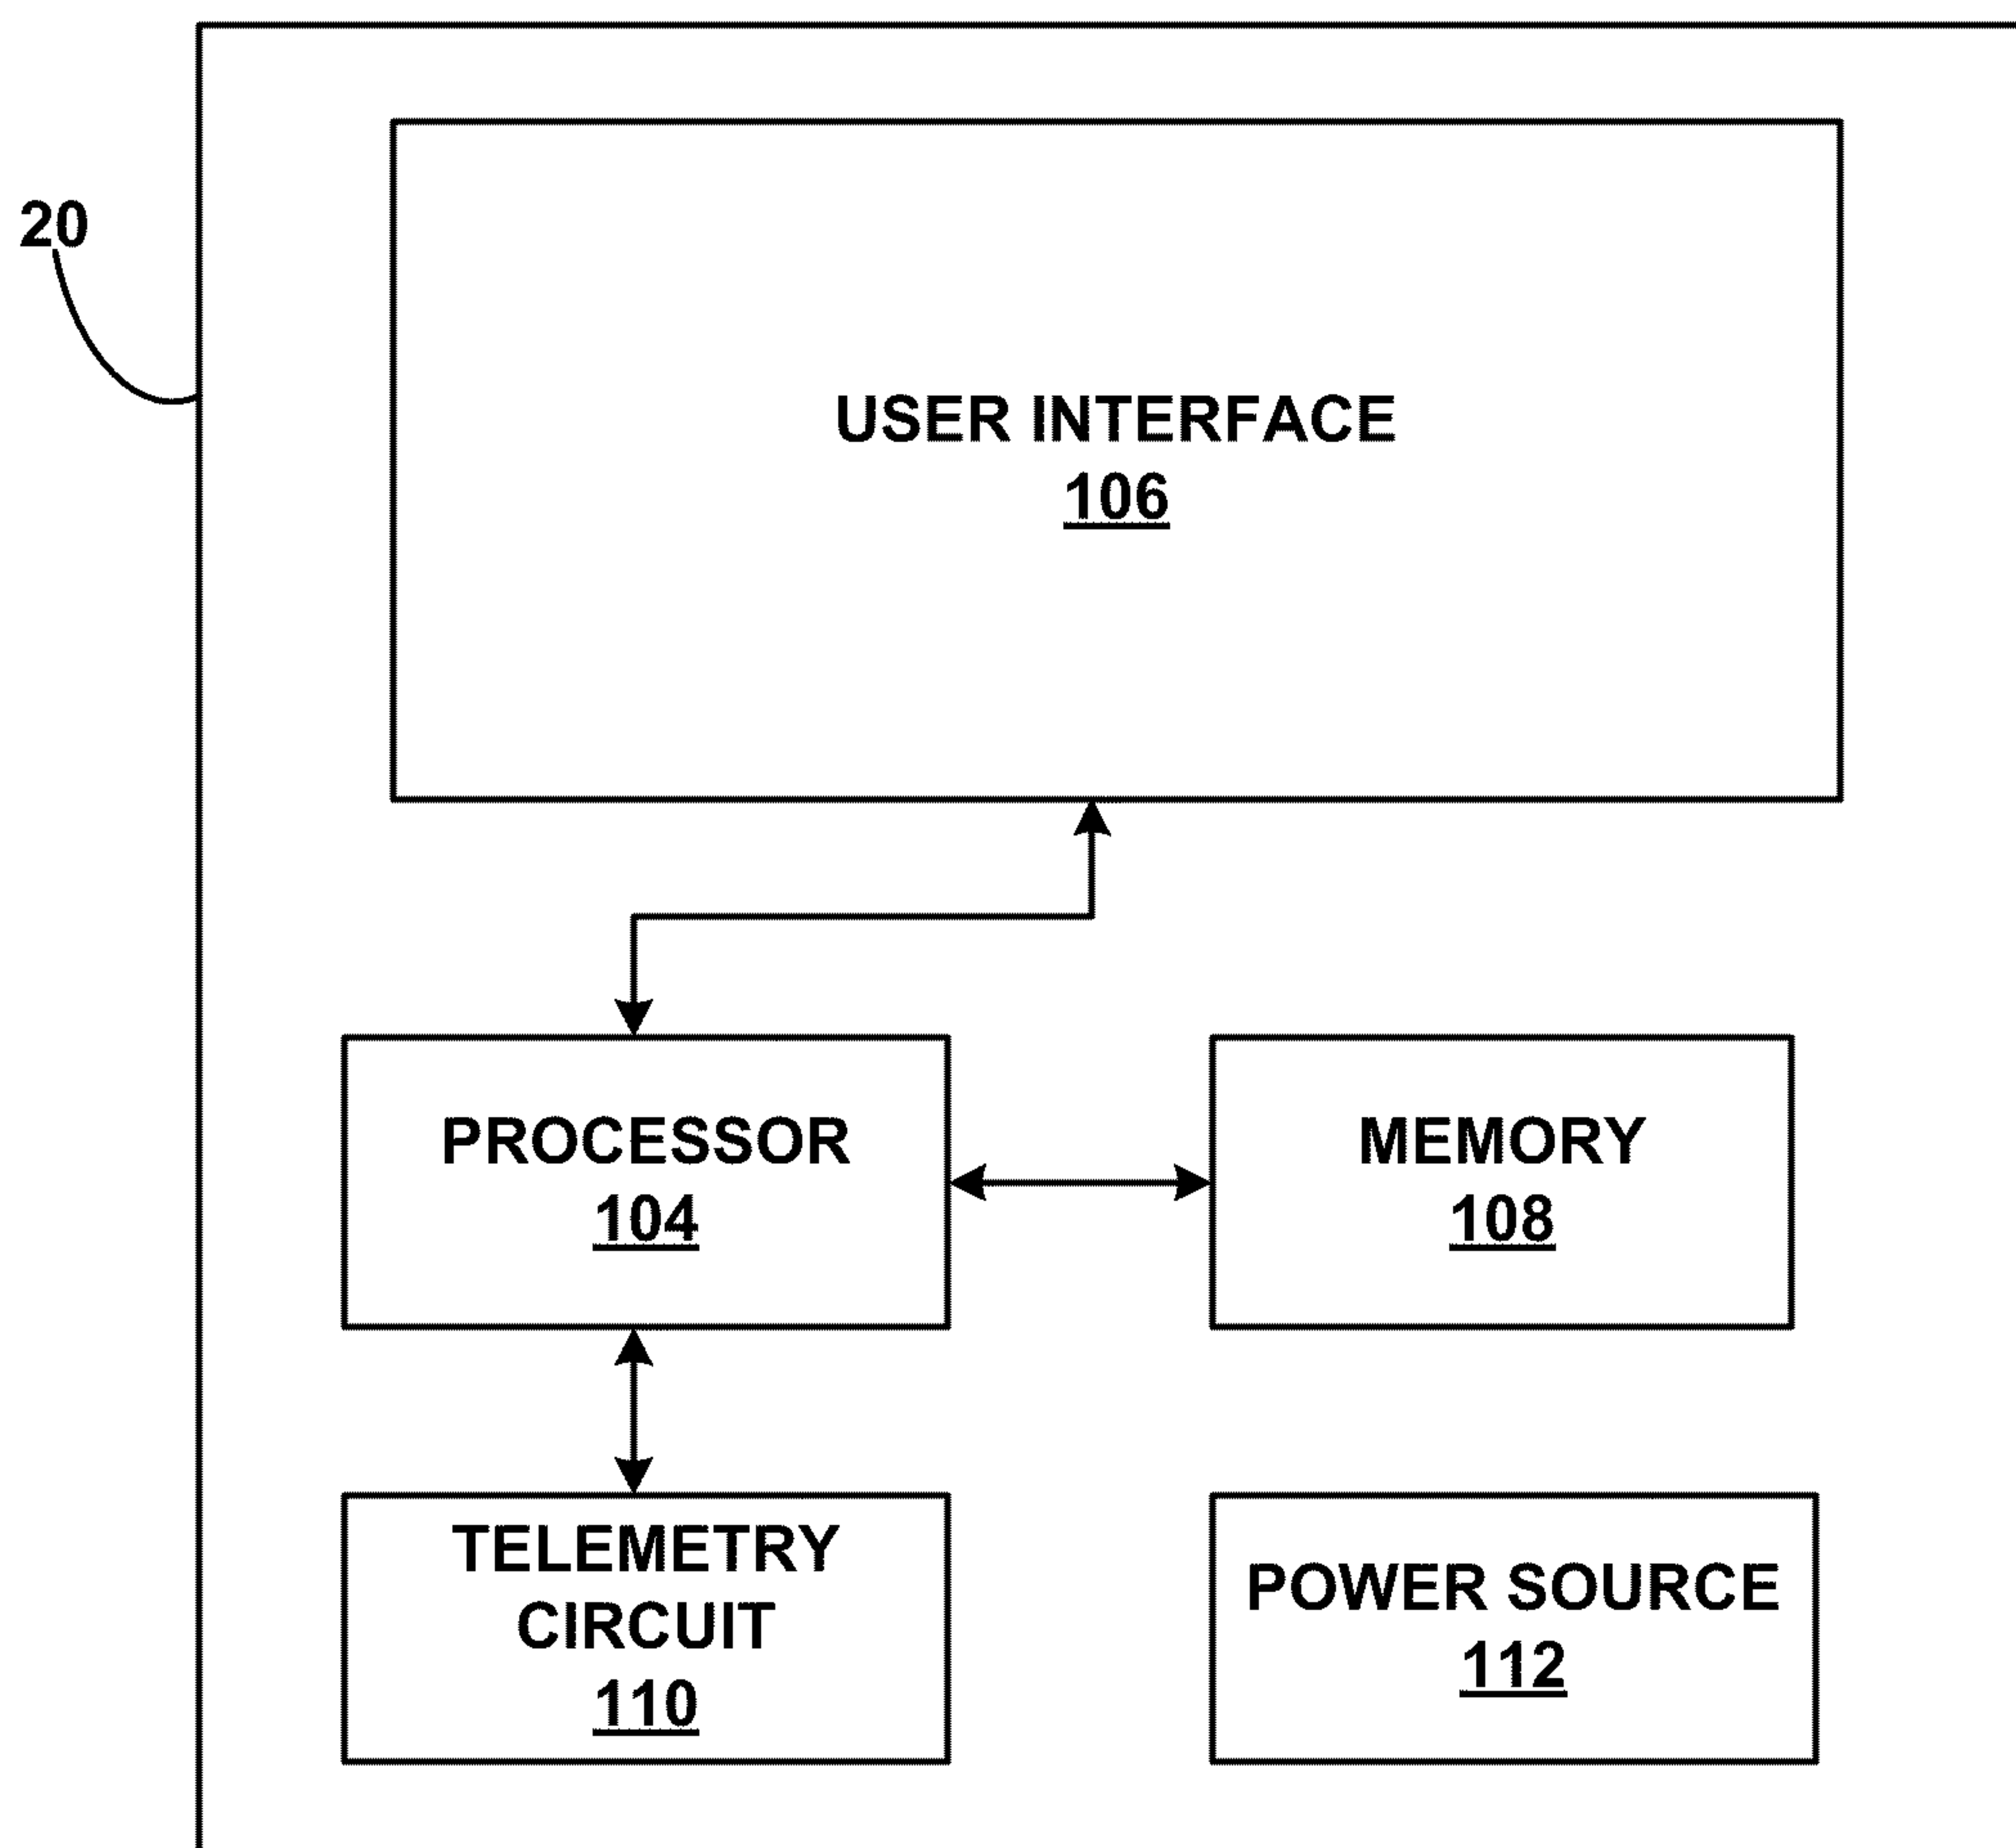 20
USER INTERFACE
106
PROCESSOR
104
MEMORY
108
TELEMETRY
CIRCUIT
110
POWER SOURCE
112